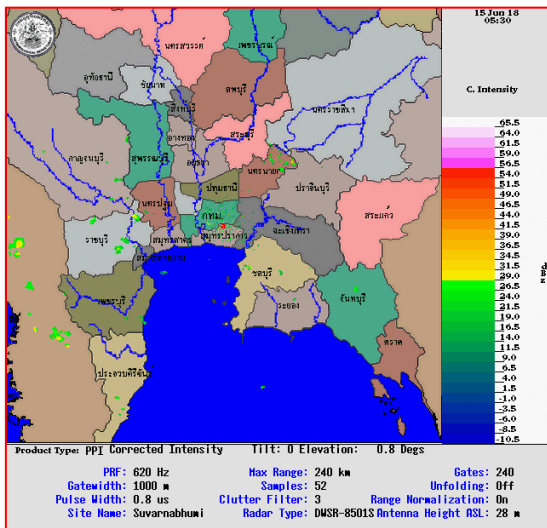 15 Jun 18
05:30
C. Intensity
นครสวรรค์
เพชรบูรณ์
อุทัยธานี
ชัยนาท
ลพบุรี
สิงห์บุรี
นครราชสีมา
อ่างทอง
สระบุรี
กาญจนบุรี
สุพรรณบุรี
อยุธยา
นครนายก
ปทุมธานี
ปราจีนบุรี
นครปฐม
กทม.
สระแก้ว
ราชบุรี
สมุทรสาคร
สมุทรปราการ
ฉะเชิงเทรา
สมุทรสงคราม
ชลบุรี
เพชรบุรี
ระยอง
จันทบุรี
ตราด
ประจวบคีรีขันธ์
65.5
64.0
61.5
59.0
56.5
54.0
51.5
49.0
46.5
44.0
41.5
39.0
36.5
34.0
31.5
29.0
26.5
24.0
21.5
19.0
16.5
14.0
11.5
9.0
6.5
4.0
1.5
-1.0
-3.5
-6.0
-8.5
-10.5
Product Type: PPI Corrected Intensity Tilt: 0 Elevation: 0.8 Degs
PRF: 620 Hz Max Range: 240 km Gates: 240
Gatewidth: 1000 m Samples: 52 Unfolding: Off
Pulse Width: 0.8 us Clutter Filter: 3 Range Normalization: On
Site Name: Suvarnabhumi Radar Type: DWSR-8501S Antenna Height ASL: 28 m